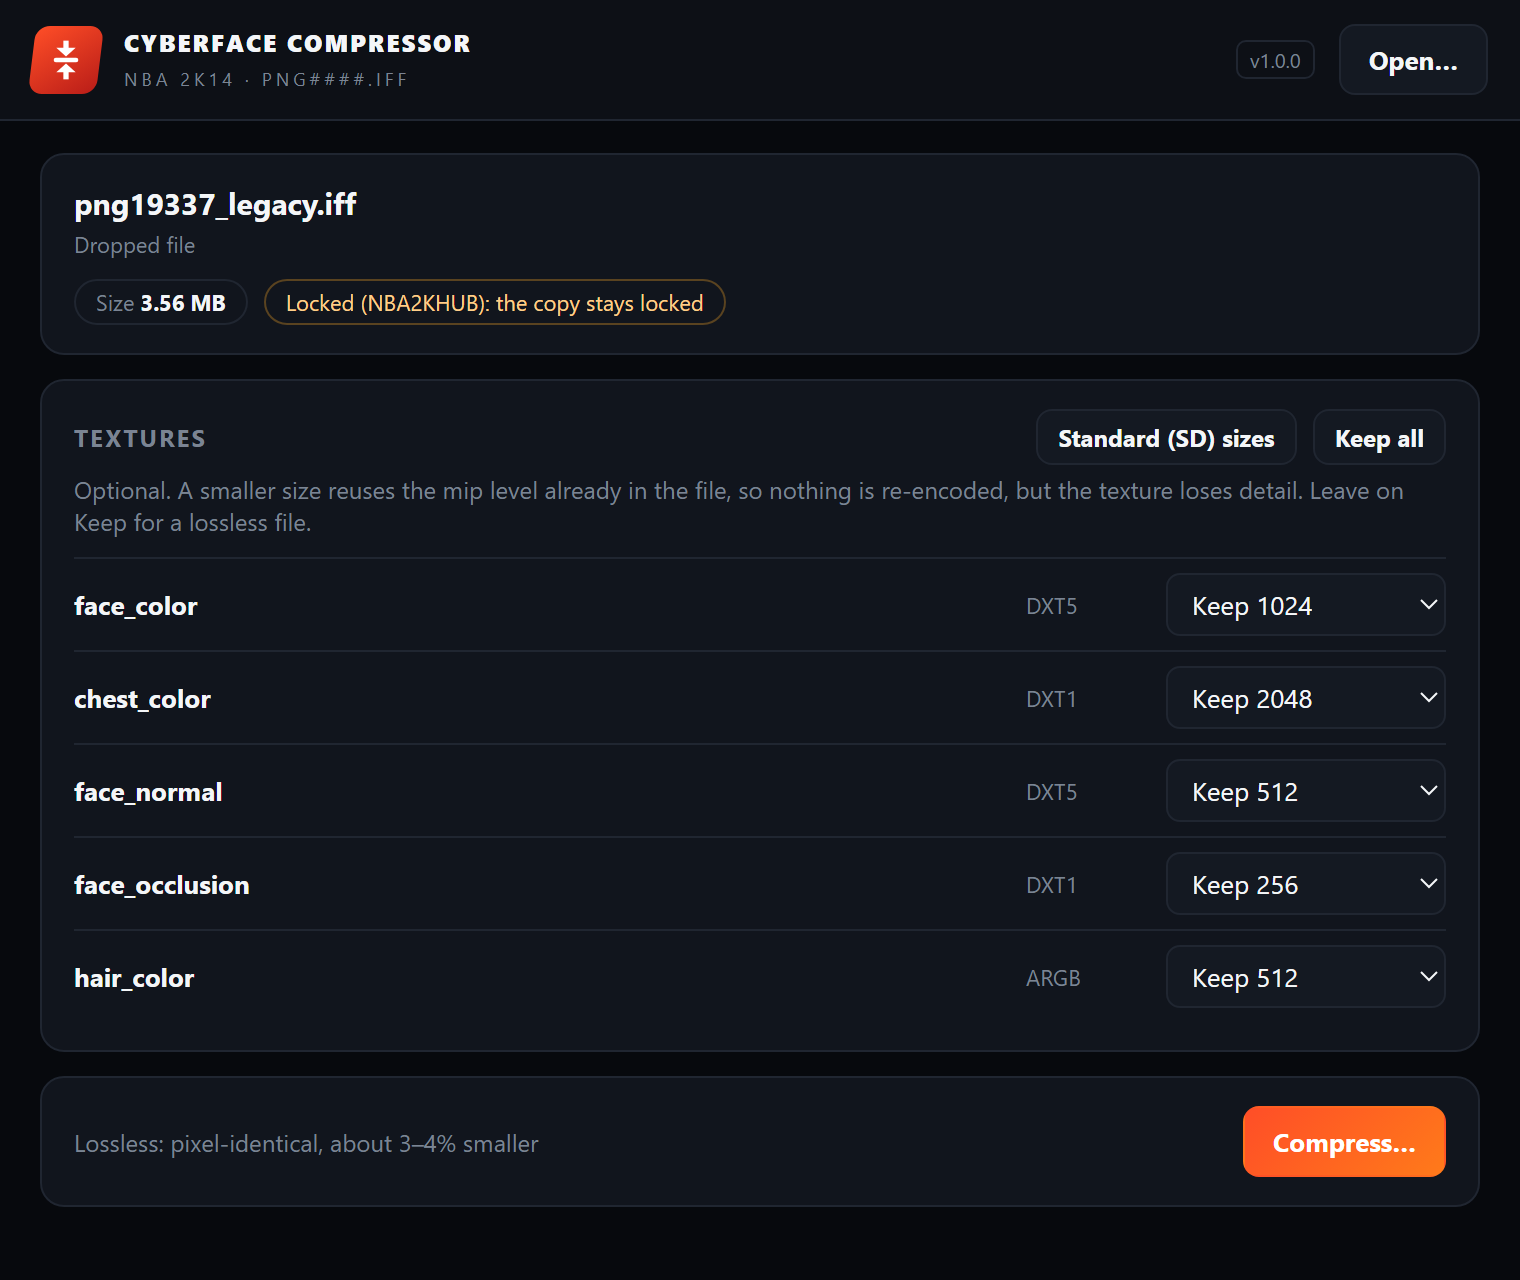 CYBERFACE COMPRESSOR
NBA 2K14 · PNG####.IFF
v1.0.0
Open...
png19337_legacy.iff
Dropped file
Size 3.56 MB
Locked (NBA2KHUB): the copy stays locked
TEXTURES
Standard (SD) sizes
Keep all
Optional. A smaller size reuses the mip level already in the file, so nothing is re-encoded, but the texture loses detail. Leave on
Keep for a lossless file.
face_color DXT5 Keep 1024
chest_color DXT1 Keep 2048
face_normal DXT5 Keep 512
face_occlusion DXT1 Keep 256
hair_color ARGB Keep 512
Lossless: pixel-identical, about 3–4% smaller
Compress...